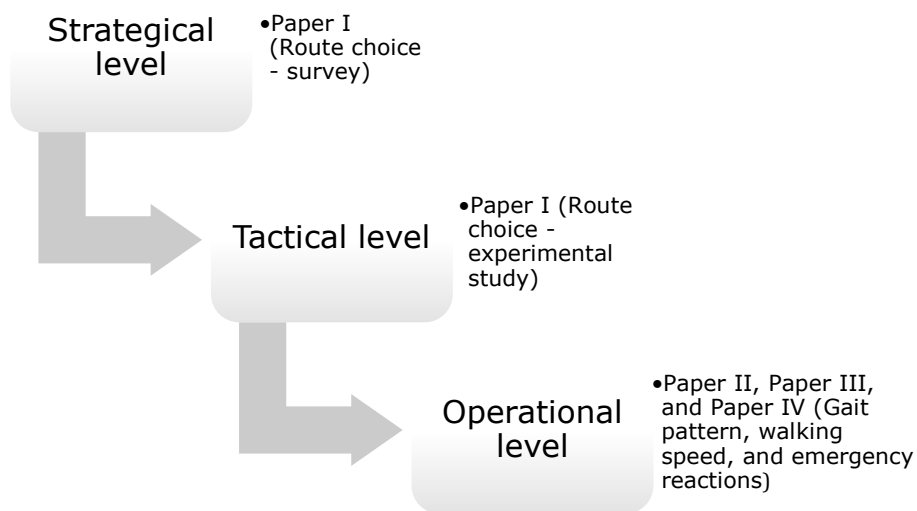 Strategical
level
•Paper I
(Route choice
- survey)
Tactical level
•Paper I (Route
choice -
experimental
study)
Operational
level
•Paper II, Paper III,
and Paper IV (Gait
pattern, walking
speed, and emergency
reactions)